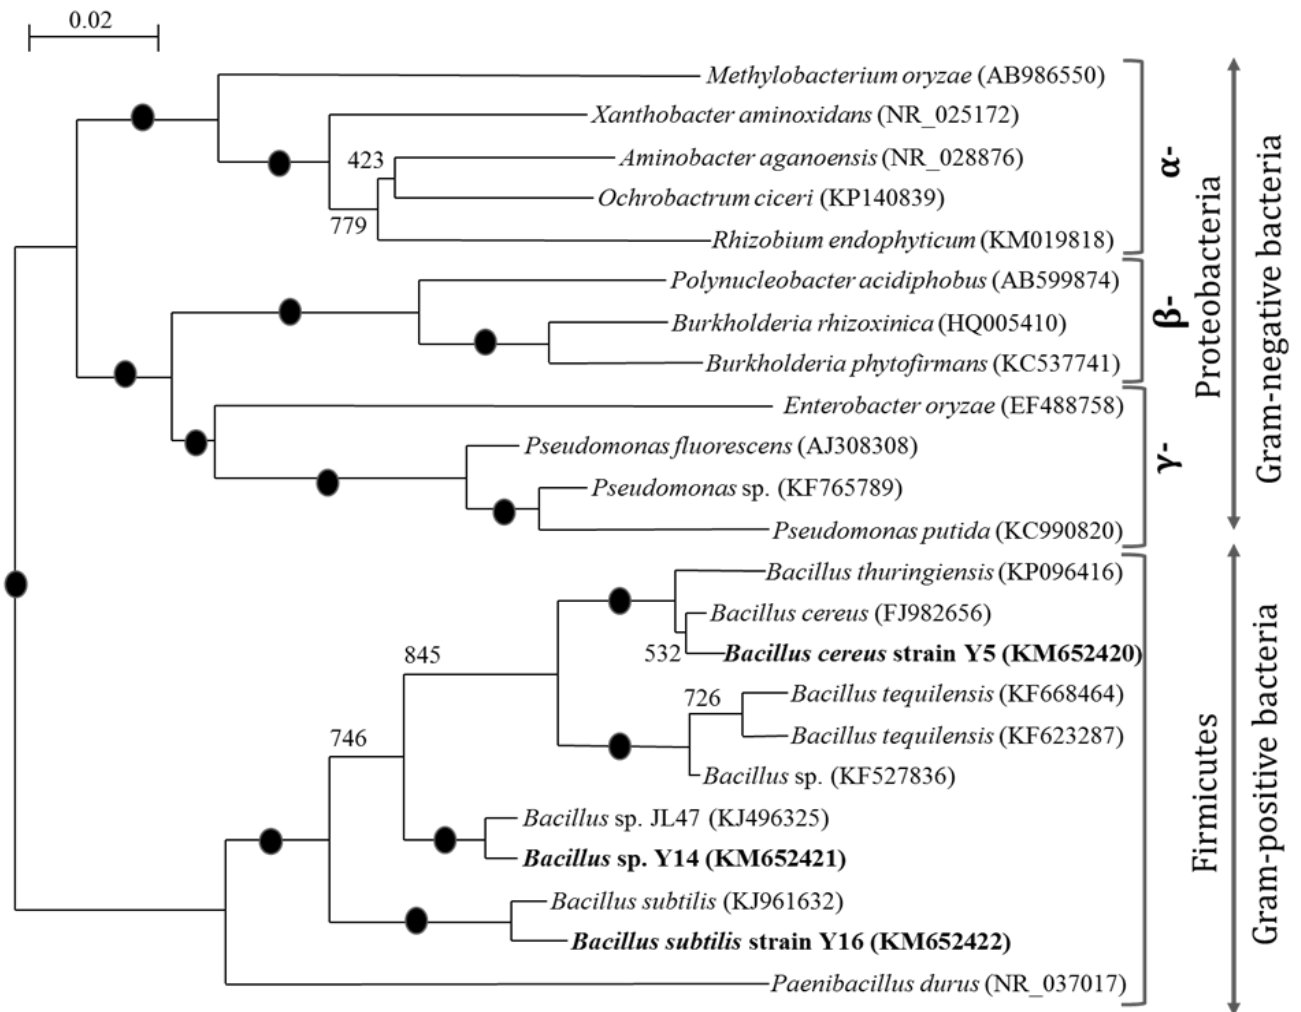 0.02
Methylobacterium oryzae (AB986550)
Xanthobacter aminoxidans (NR_025172)
423
Aminobacter aganoensis (NR_028876)
Ochrobactrum ciceri (KP140839)
779
Rhizobium endophyticum (KM019818)
α-
Polynucleobacter acidiphobus (AB599874)
Burkholderia rhizoxinica (HQ005410)
Burkholderia phytofirmans (KC537741)
β-
Proteobacteria
Gram-negative bacteria
Enterobacter oryzae (EF488758)
Pseudomonas fluorescens (AJ308308)
Pseudomonas sp. (KF765789)
Pseudomonas putida (KC990820)
γ-
Bacillus thuringiensis (KP096416)
Bacillus cereus (FJ982656)
532
Bacillus cereus strain Y5 (KM652420)
845
726
Bacillus tequilensis (KF668464)
Bacillus tequilensis (KF623287)
746
Bacillus sp. (KF527836)
Bacillus sp. JL47 (KJ496325)
Bacillus sp. Y14 (KM652421)
Bacillus subtilis (KJ961632)
Bacillus subtilis strain Y16 (KM652422)
Paenibacillus durus (NR_037017)
Firmicutes
Gram-positive bacteria